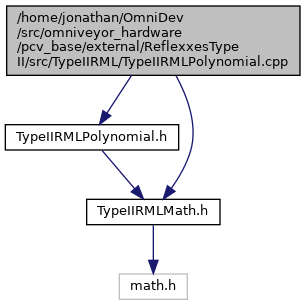 /home/jonathan/OmniDev
/src/omniveyor_hardware
/pcv_base/external/ReflexxesType
II/src/TypeIIRML/TypeIIRMLPolynomial.cpp
TypeIIRMLPolynomial.h
TypeIIRMLMath.h
math.h